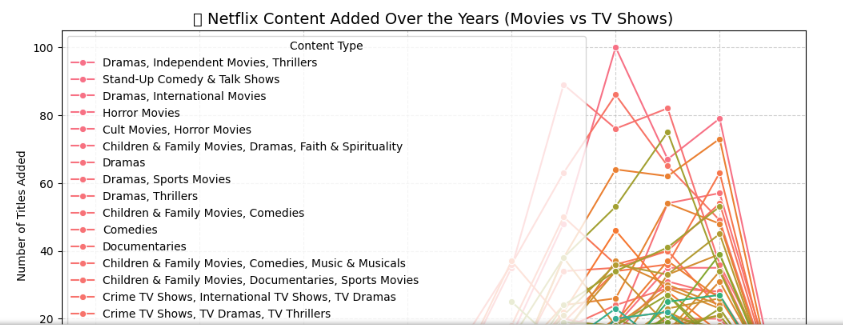 Netflix Content Added Over the Years (Movies vs TV Shows)
100
80
60
40
20
Number of Titles Added
Content Type
Dramas, Independent Movies, Thrillers
Stand-Up Comedy & Talk Shows
Dramas, International Movies
Horror Movies
Cult Movies, Horror Movies
Children & Family Movies, Dramas, Faith & Spirituality
Dramas
Dramas, Sports Movies
Dramas, Thrillers
Children & Family Movies, Comedies
Comedies
Documentaries
Children & Family Movies, Comedies, Music & Musicals
Children & Family Movies, Documentaries, Sports Movies
Crime TV Shows, International TV Shows, TV Dramas
Crime TV Shows, TV Dramas, TV Thrillers